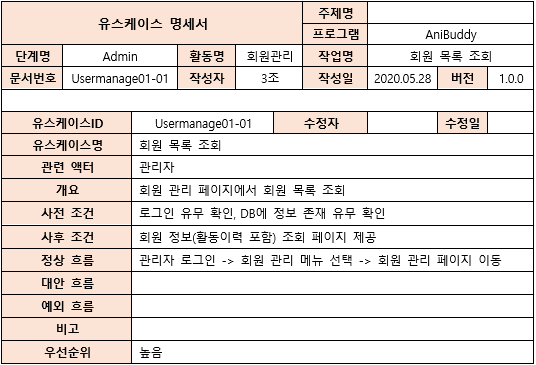 유스케이스 명세서 주제명
프로그램 AniBuddy
단계명 Admin 활동명 회원관리 작업명 회원 목록 조회
문서번호 Usermanage01-01 작성자 3조 작성일 2020.05.28 버전 1.0.0
유스케이스ID Usermanage01-01 수정자 수정일
유스케이스명 회원 목록 조회
관련 액터 관리자
개요 회원 관리 페이지에서 회원 목록 조회
사전 조건 로그인 유무 확인, DB에 정보 존재 유무 확인
사후 조건 회원 정보(활동이력 포함) 조회 페이지 제공
정상 흐름 관리자 로그인 -> 회원 관리 메뉴 선택 -> 회원 관리 페이지 이동
대안 흐름
예외 흐름
비고
우선순위 높음